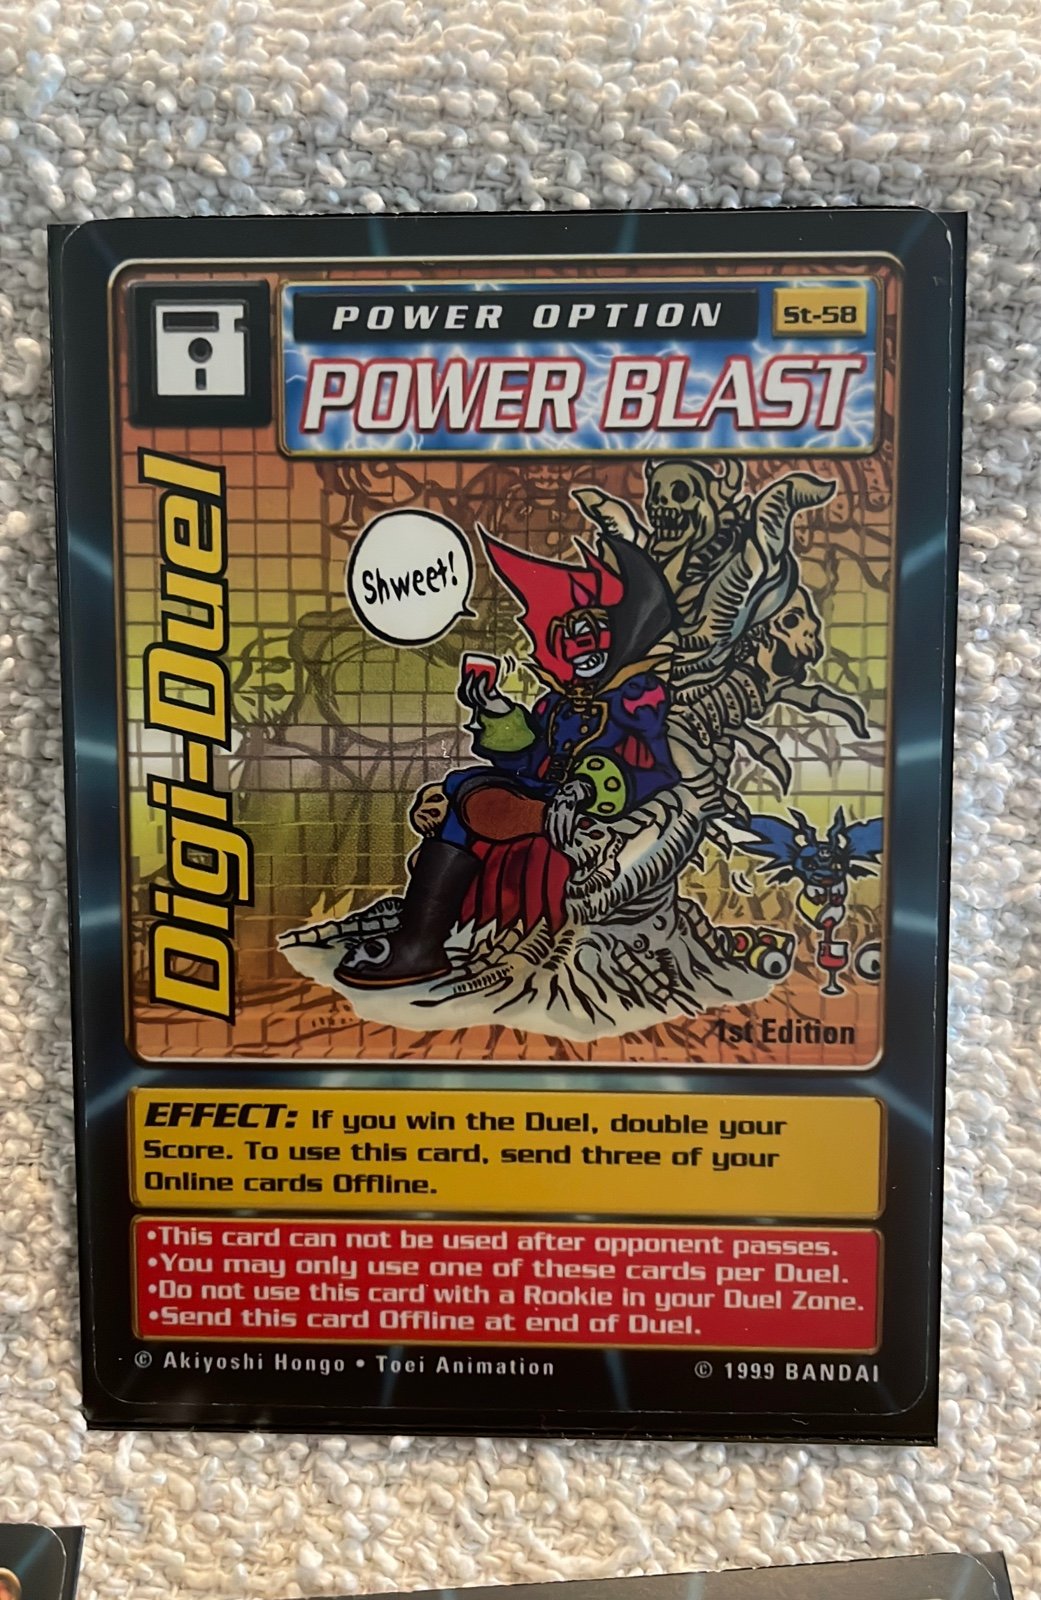 POWER OPTION
St-58
POWER BLAST
Digi-Duel
Shweet!
1st Edition
EFFECT: If you win the Duel, double your
Score. To use this card, send three of your
Online cards Offline.
•This card can not be used after opponent passes.
•You may only use one of these cards per Duel.
•Do not use this card with a Rookie in your Duel Zone.
•Send this card Offline at end of Duel.
© Akiyoshi Hongo • Toei Animation
© 1999 BANDAI